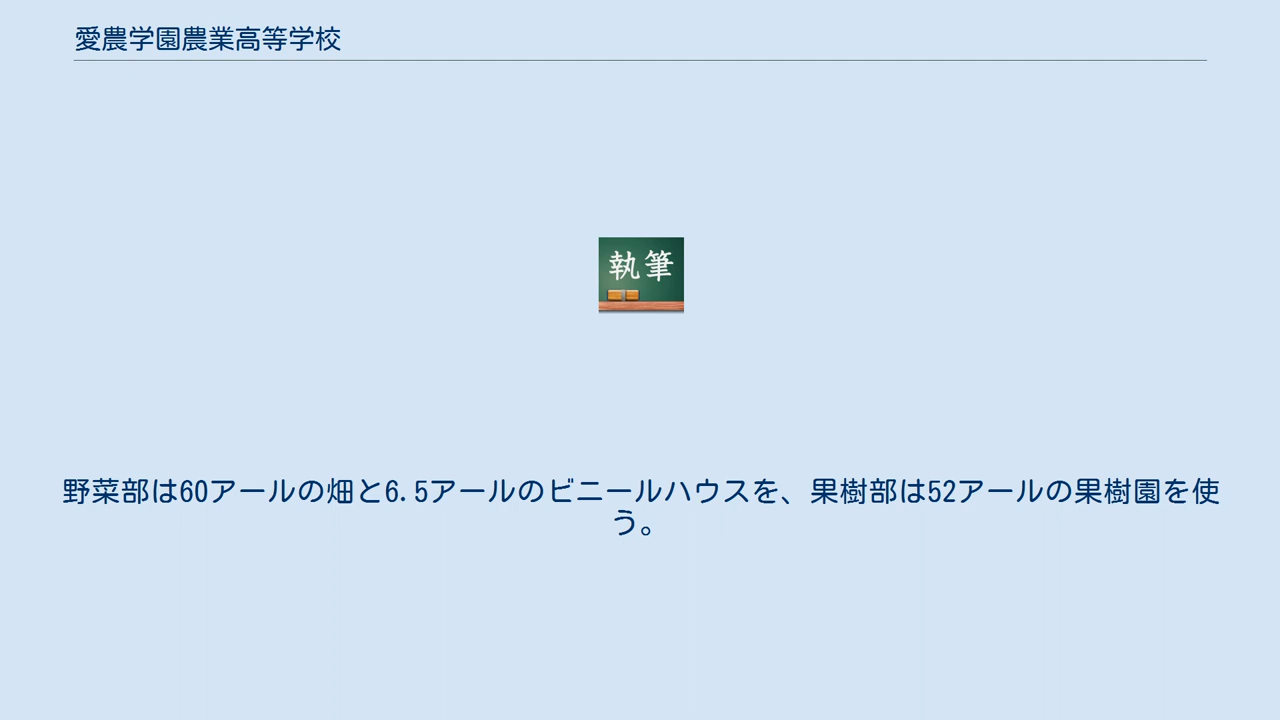 愛農学園農業高等学校
執筆
野菜部は60アールの畑と6.5アールのビニールハウスを、果樹部は52アールの果樹園を使
う。